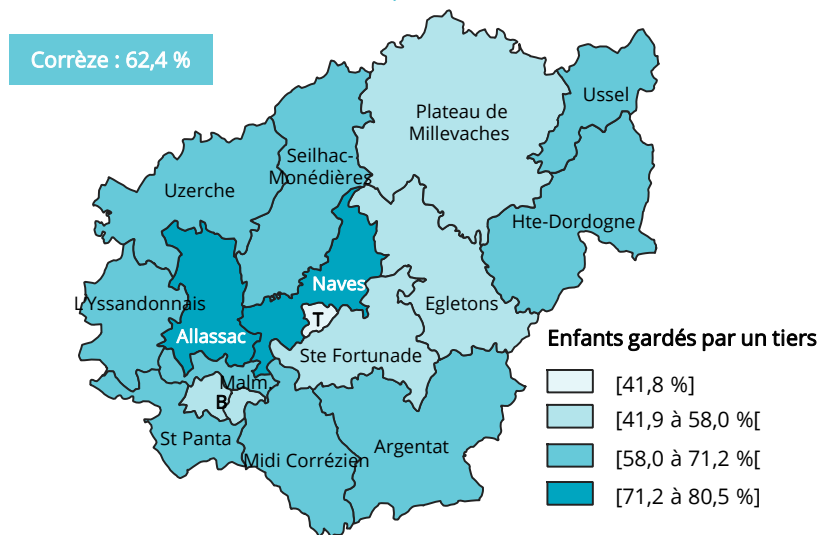 Corrèze : 62,4 %
Ussel
Plateau de
Millevaches
Seilhac-
Monédières
Uzerche
Hte-Dordogne
Naves
L'Yssandonnais
Egletons
T
Allassac
Ste Fortunade
Malm.
B
St Panta
Midi Corrézien
Argentat
Enfants gardés par un tiers
[41,8 %]
[41,9 à 58,0 %[
[58,0 à 71,2 %[
[71,2 à 80,5 %]